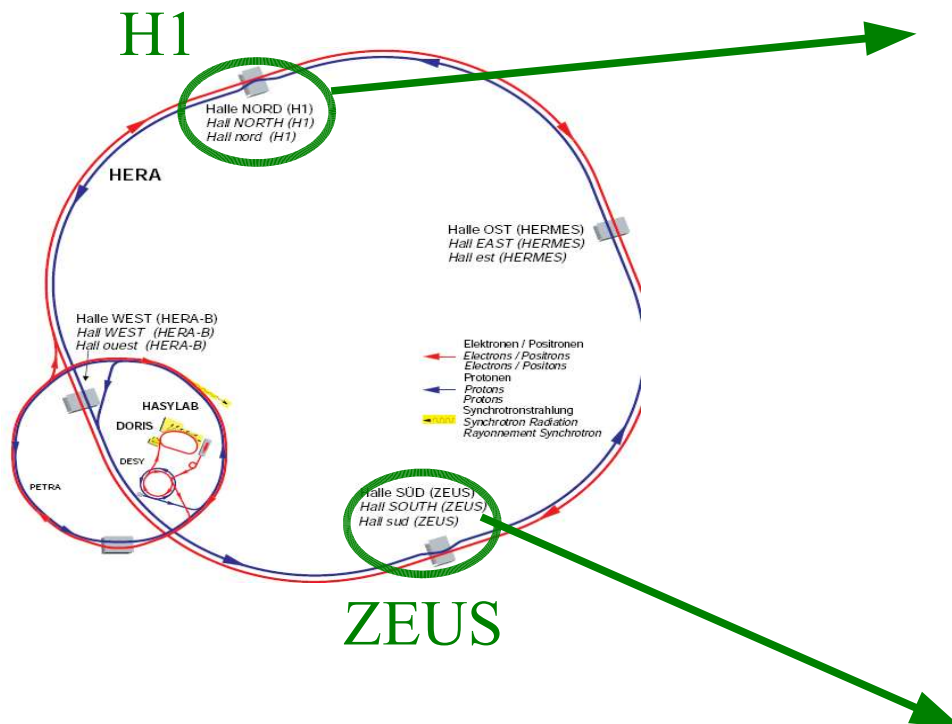 H1
Halle NORD (H1)
Hall NORTH (H1)
Hall nord (H1)
HERA
Halle OST (HERMES)
Hall EAST (HERMES)
Hall est (HERMES)
Halle WEST (HERA-B)
Hall WEST (HERA-B)
Hall ouest (HERA-B)
Elektronen / Positronen
Electrons / Positrons
Electrons / Positons
Protonen
Protons
Protons
Synchrotronstrahlung
Synchrotron Radiation
Rayonnement Synchrotron
HASYLAB
DORIS
DESY
PETRA
Halle SÜD (ZEUS)
Hall SOUTH (ZEUS)
Hall sud (ZEUS)
ZEUS